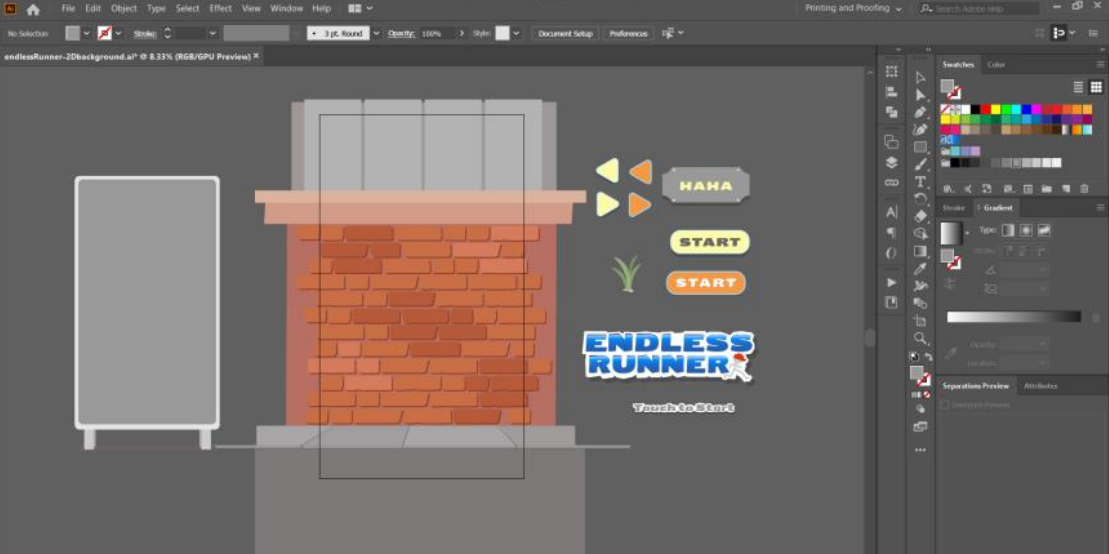 Ai File Edit Object Type Select Effect View Window Help Printing and Proofing Search Adobe Help
No Selection Stroke: 3 pt. Round Opacity: 100% Style: Document Setup Preferences
endlessRunner-2Dbackground.ai* @ 8.33% (RGB/GPU Preview) ×
Swatches Color
HAHA
START
START
Stroke Gradient
Type:
Stroke:
ENDLESS
RUNNER
Opacity:
Location:
Touch to Start
Separations Preview Attributes
Overprint Preview